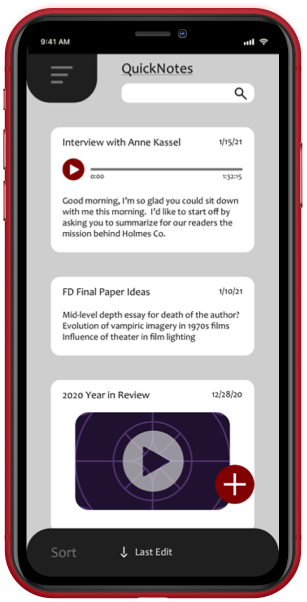 9:41 AM
QuickNotes
Interview with Anne Kassel 1/15/21
0:00 1:32:15
Good morning, I'm so glad you could sit down
with me this morning. I'd like to start off by
asking you to summarize for our readers the
mission behind Holmes Co.
FD Final Paper Ideas 1/10/21
Mid-level depth essay for death of the author?
Evolution of vampiric imagery in 1970s films
Influence of theater in film lighting
2020 Year in Review 12/28/20
Sort ↓ Last Edit